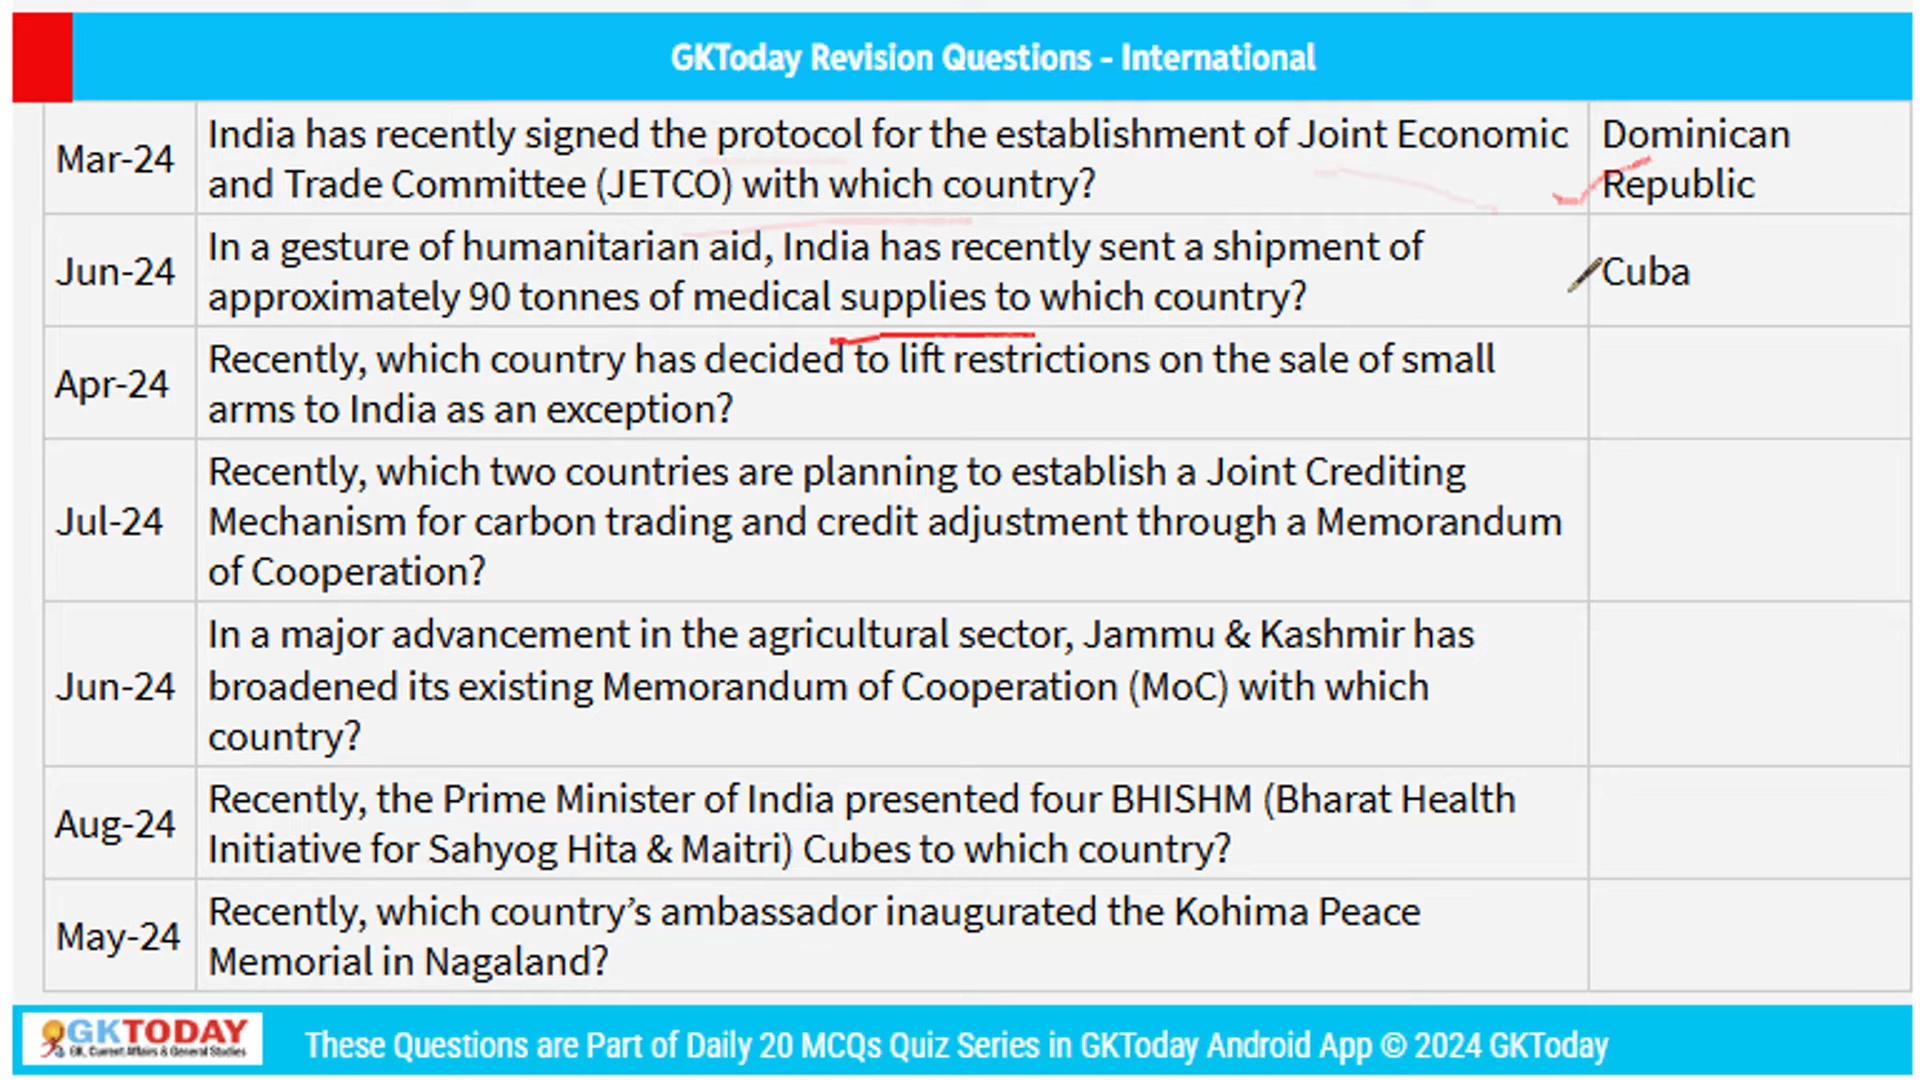 GKToday Revision Questions - International
Mar-24
India has recently signed the protocol for the establishment of Joint Economic
and Trade Committee (JETCO) with which country?
Dominican
Republic
Jun-24
In a gesture of humanitarian aid, India has recently sent a shipment of
approximately 90 tonnes of medical supplies to which country?
Cuba
Apr-24
Recently, which country has decided to lift restrictions on the sale of small
arms to India as an exception?
Jul-24
Recently, which two countries are planning to establish a Joint Crediting
Mechanism for carbon trading and credit adjustment through a Memorandum
of Cooperation?
Jun-24
In a major advancement in the agricultural sector, Jammu & Kashmir has
broadened its existing Memorandum of Cooperation (MoC) with which
country?
Aug-24
Recently, the Prime Minister of India presented four BHISHM (Bharat Health
Initiative for Sahyog Hita & Maitri) Cubes to which country?
May-24
Recently, which country’s ambassador inaugurated the Kohima Peace
Memorial in Nagaland?
GKTODAY
GK, Current Affairs & General Studies
These Questions are Part of Daily 20 MCQs Quiz Series in GKToday Android App © 2024 GKToday